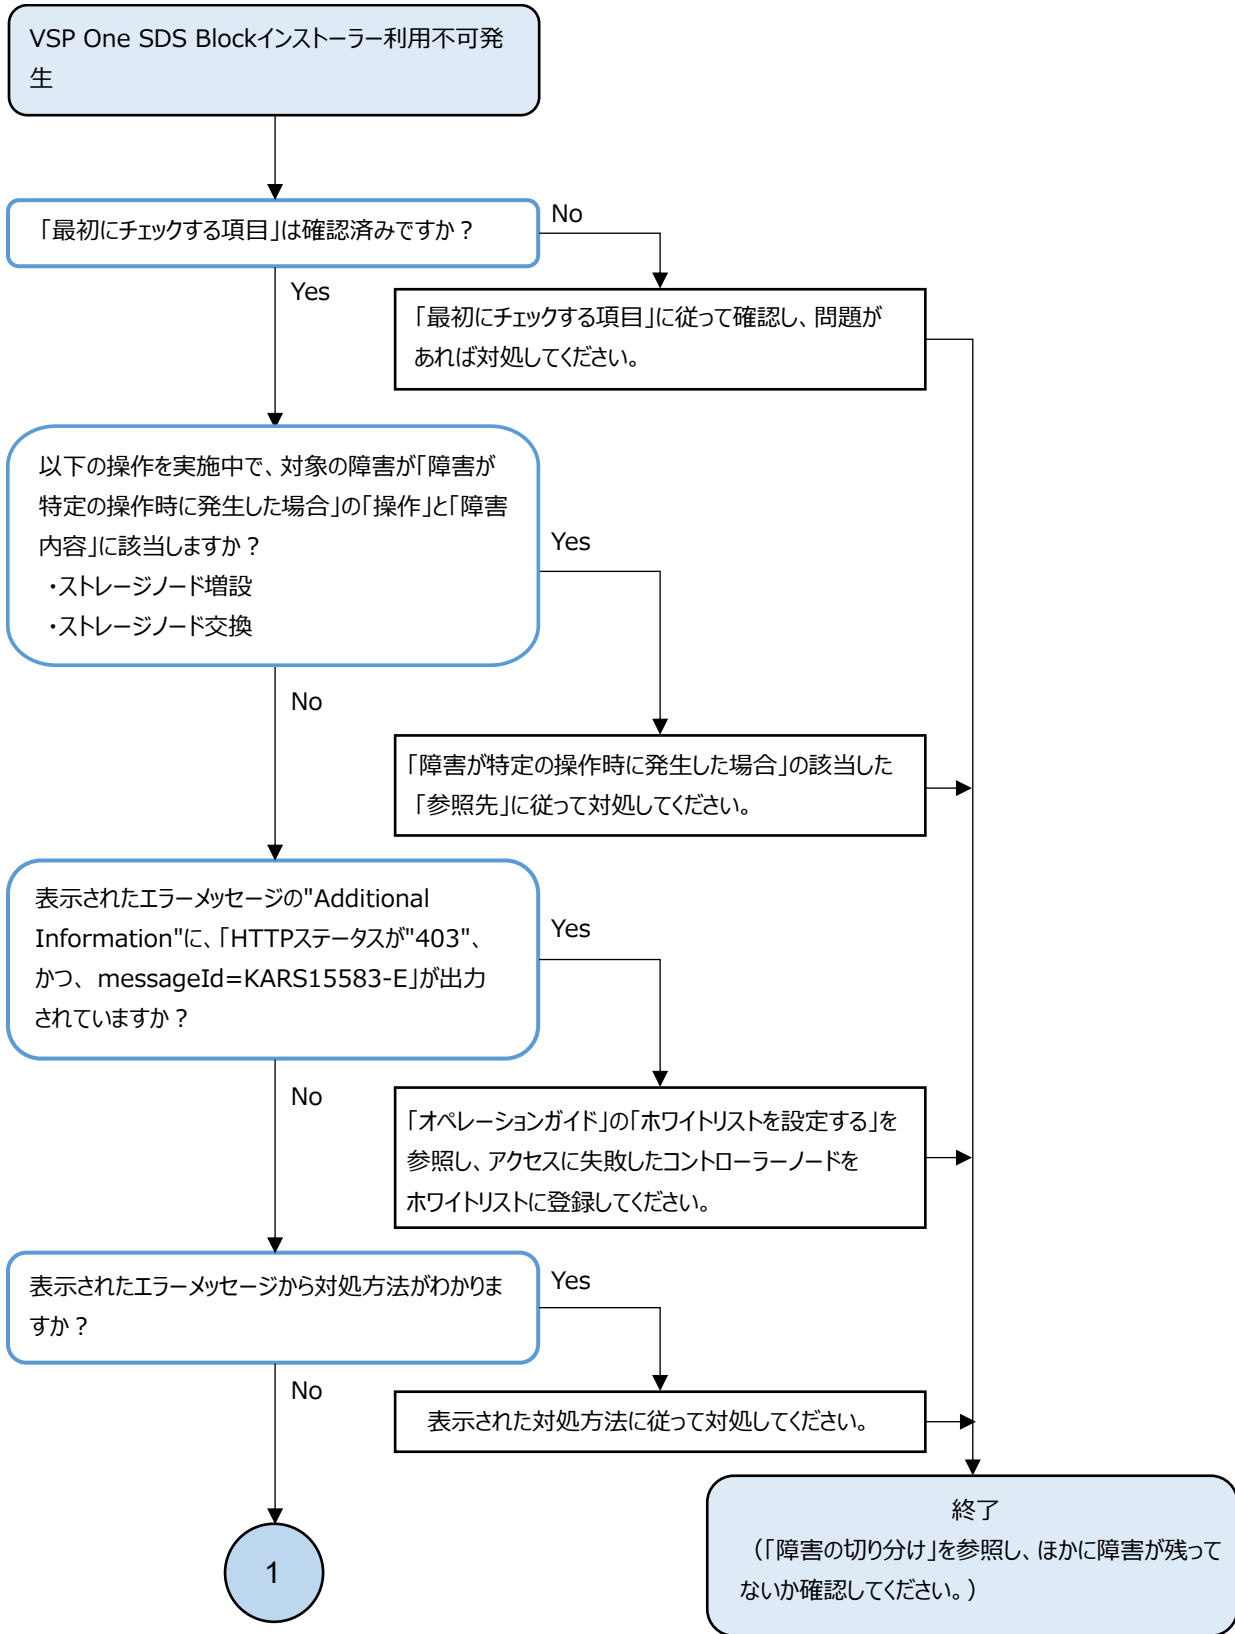 VSP One SDS Blockインストーラー利用不可発
生
「最初にチェックする項目」は確認済みですか？
No
Yes
「最初にチェックする項目」に従って確認し、問題が
あれば対処してください。
以下の操作を実施中で、対象の障害が「障害が
特定の操作時に発生した場合」の「操作」と「障害
内容」に該当しますか？
・ストレージノード増設
・ストレージノード交換
Yes
No
「障害が特定の操作時に発生した場合」の該当した
「参照先」に従って対処してください。
表示されたエラーメッセージの"Additional
Information"に、「HTTPステータスが"403"、
かつ、messageId=KARS15583-E」が出力
されていますか？
Yes
No
「オペレーションガイド」の「ホワイトリストを設定する」を
参照し、アクセスに失敗したコントローラーノードを
ホワイトリストに登録してください。
表示されたエラーメッセージから対処方法がわかりま
すか？
Yes
No
表示された対処方法に従って対処してください。
1
終了
（「障害の切り分け」を参照し、ほかに障害が残って
ないか確認してください。）